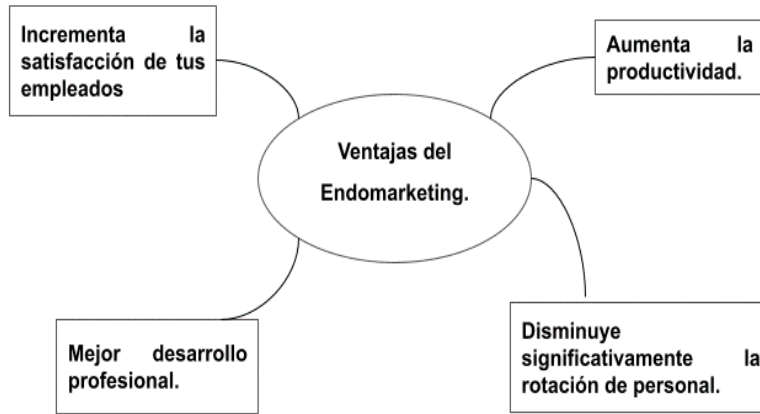 Incrementa la
satisfacción de tus
empleados
Aumenta la
productividad.
Ventajas del
Endomarketing.
Mejor desarrollo
profesional.
Disminuye
significativamente la
rotación de personal.